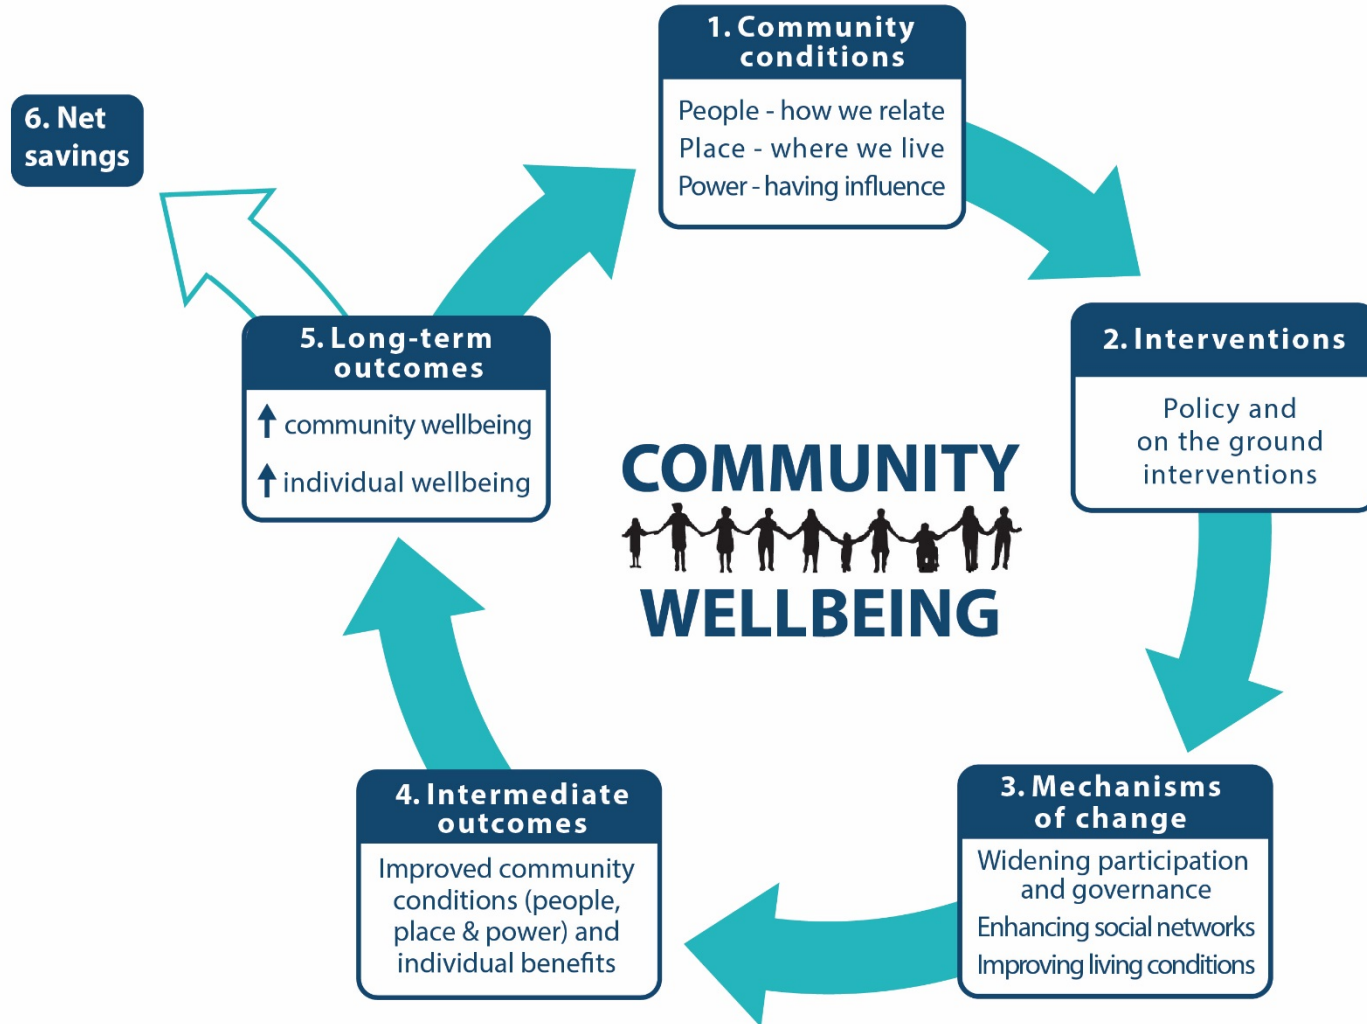 1. Community
conditions
People - how we relate
Place - where we live
Power - having influence
2. Interventions
Policy and
on the ground
interventions
3. Mechanisms
of change
Widening participation
and governance
Enhancing social networks
Improving living conditions
4. Intermediate
outcomes
Improved community
conditions (people,
place & power) and
individual benefits
5. Long-term
outcomes
community wellbeing
individual wellbeing
6. Net
savings
COMMUNITY
WELLBEING